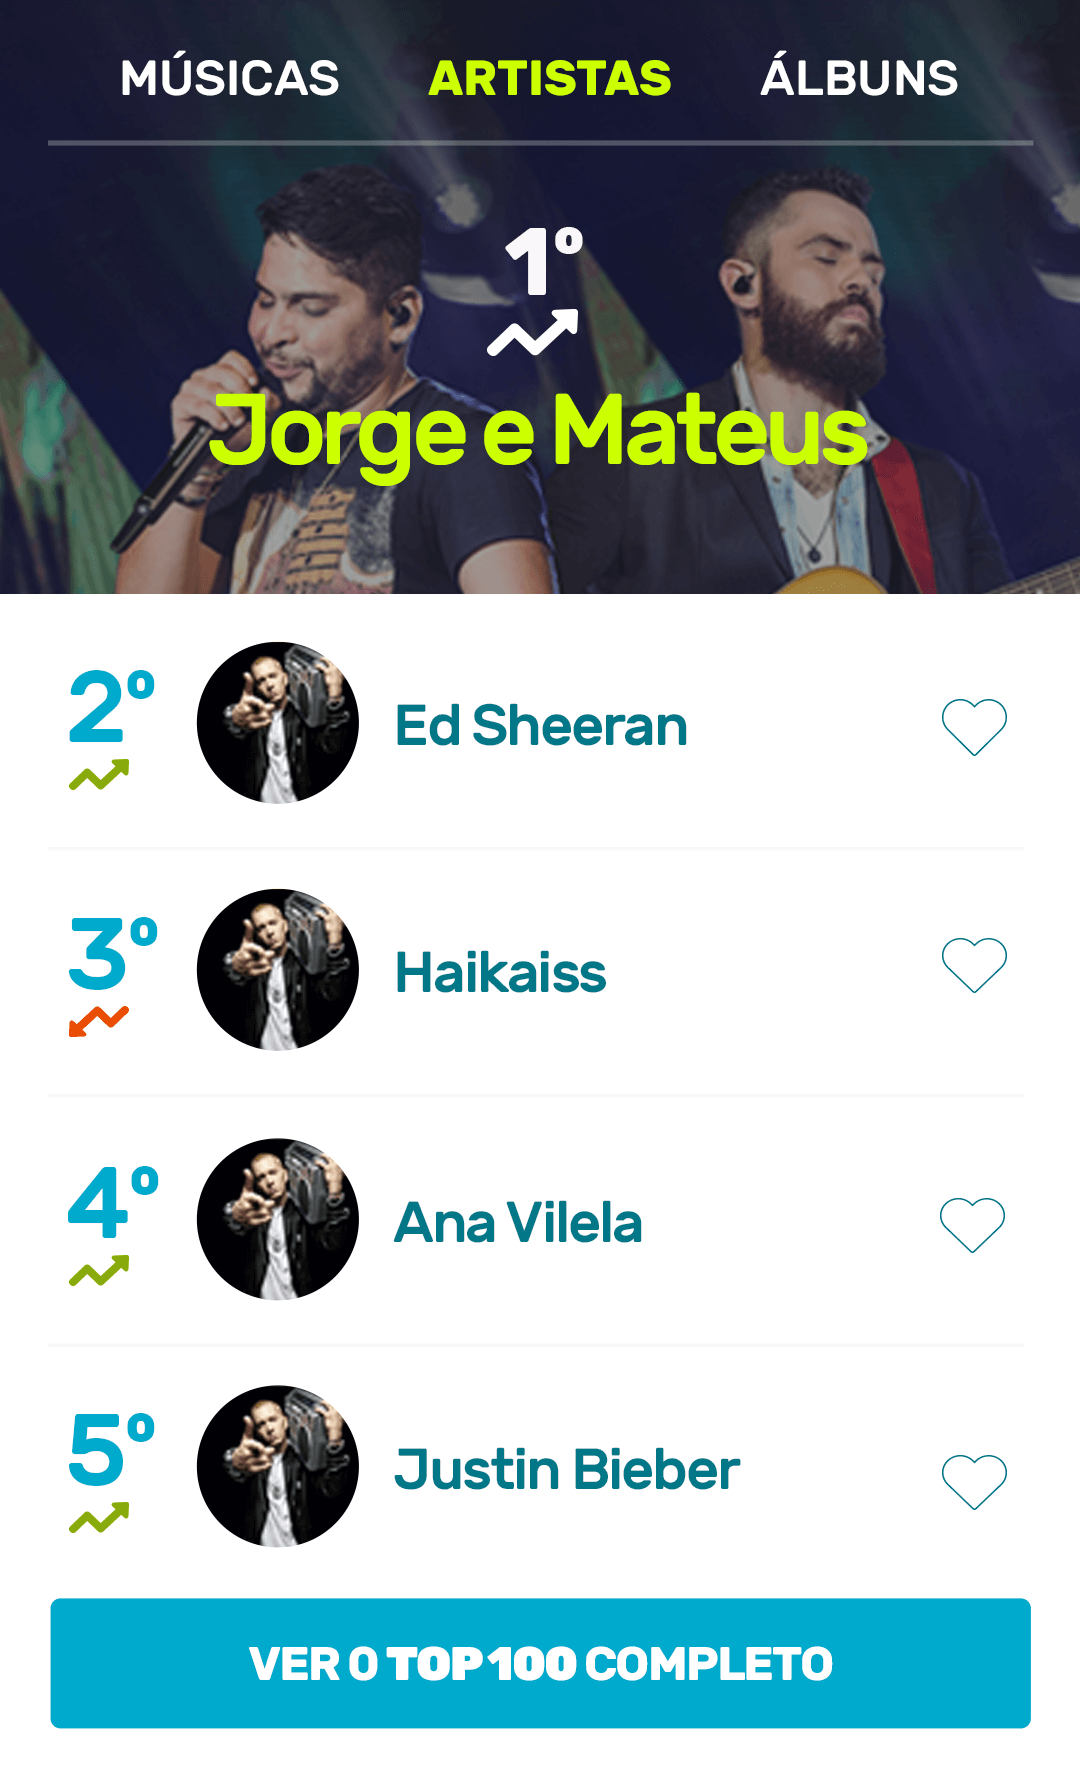 MÚSICAS ARTISTAS ÁLBUNS
1º
Jorge e Mateus
2º Ed Sheeran
3º Haikaiss
4º Ana Vilela
5º Justin Bieber
VER O TOP 100 COMPLETO